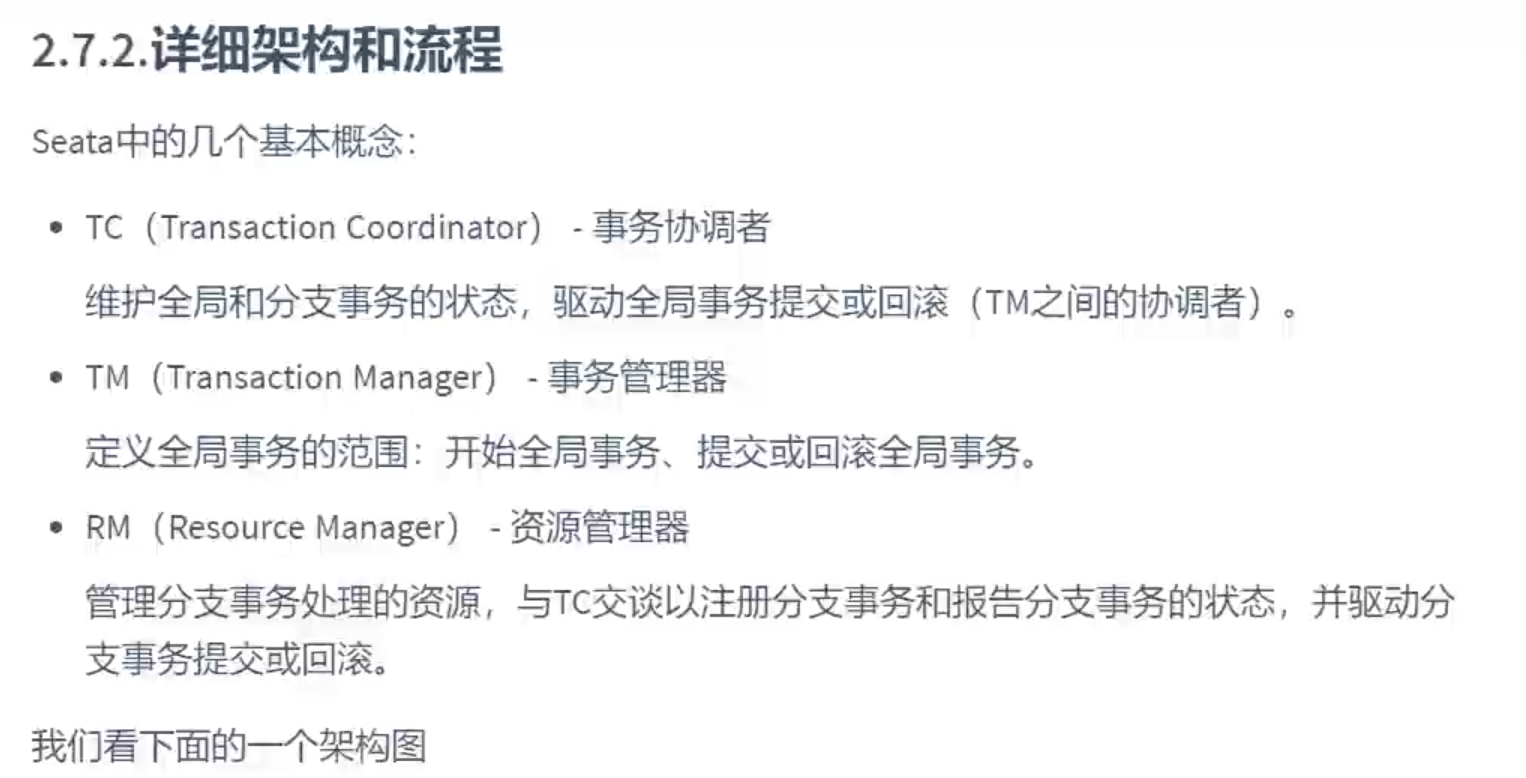 2.7.2.详细架构和流程
Seata中的几个基本概念：
• TC（Transaction Coordinator） - 事务协调者
维护全局和分支事务的状态，驱动全局事务提交或回滚（TM之间的协调者）。
• TM（Transaction Manager） - 事务管理器
定义全局事务的范围：开始全局事务、提交或回滚全局事务。
• RM（Resource Manager） - 资源管理器
管理分支事务处理的资源，与TC交谈以注册分支事务和报告分支事务的状态，并驱动分
支事务提交或回滚。
我们看下面的一个架构图